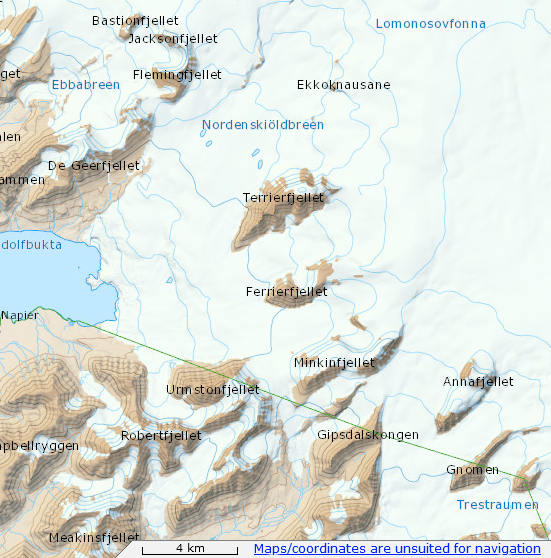 Bastionfjellet
Lomonosovfonna
Jacksonfjellet
get
Flemingfjellet
Ebbabreen
Ekkoknausane
Nordenskiöldbreen
alen
De Geerfjellet
ammen
Terrierfjellet
dolfbukta
Ferrierfjellet
Napier
Minkinfjellet
Annafjellet
Urmstonfjellet
Robertfjellet
Gipsdalskongen
pbellryggen
Gnomen
Trestraumen
Meakinsfjellet
4 km
Maps/coordinates are unsuited for navigation